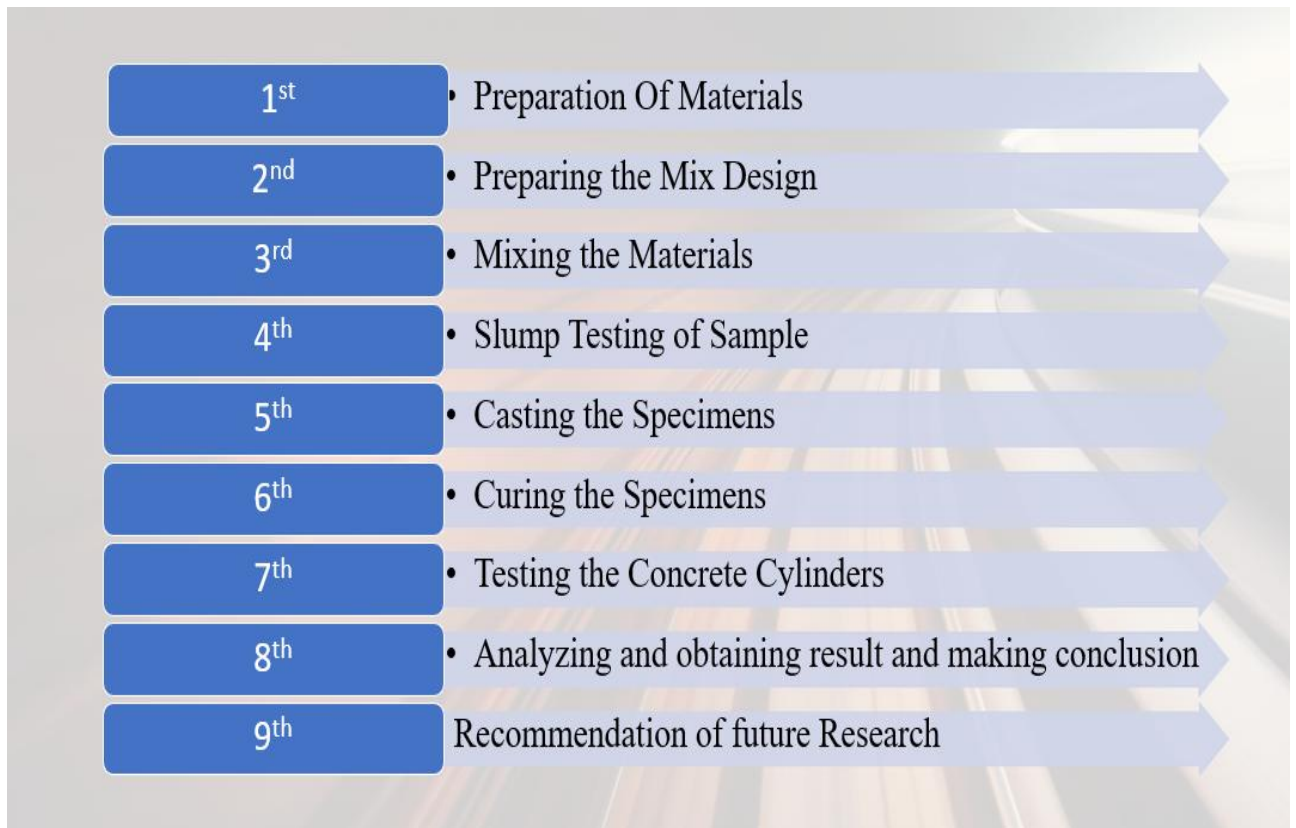 1st • Preparation Of Materials
2nd • Preparing the Mix Design
3rd • Mixing the Materials
4th • Slump Testing of Sample
5th • Casting the Specimens
6th • Curing the Specimens
7th • Testing the Concrete Cylinders
8th • Analyzing and obtaining result and making conclusion
9th Recommendation of future Research